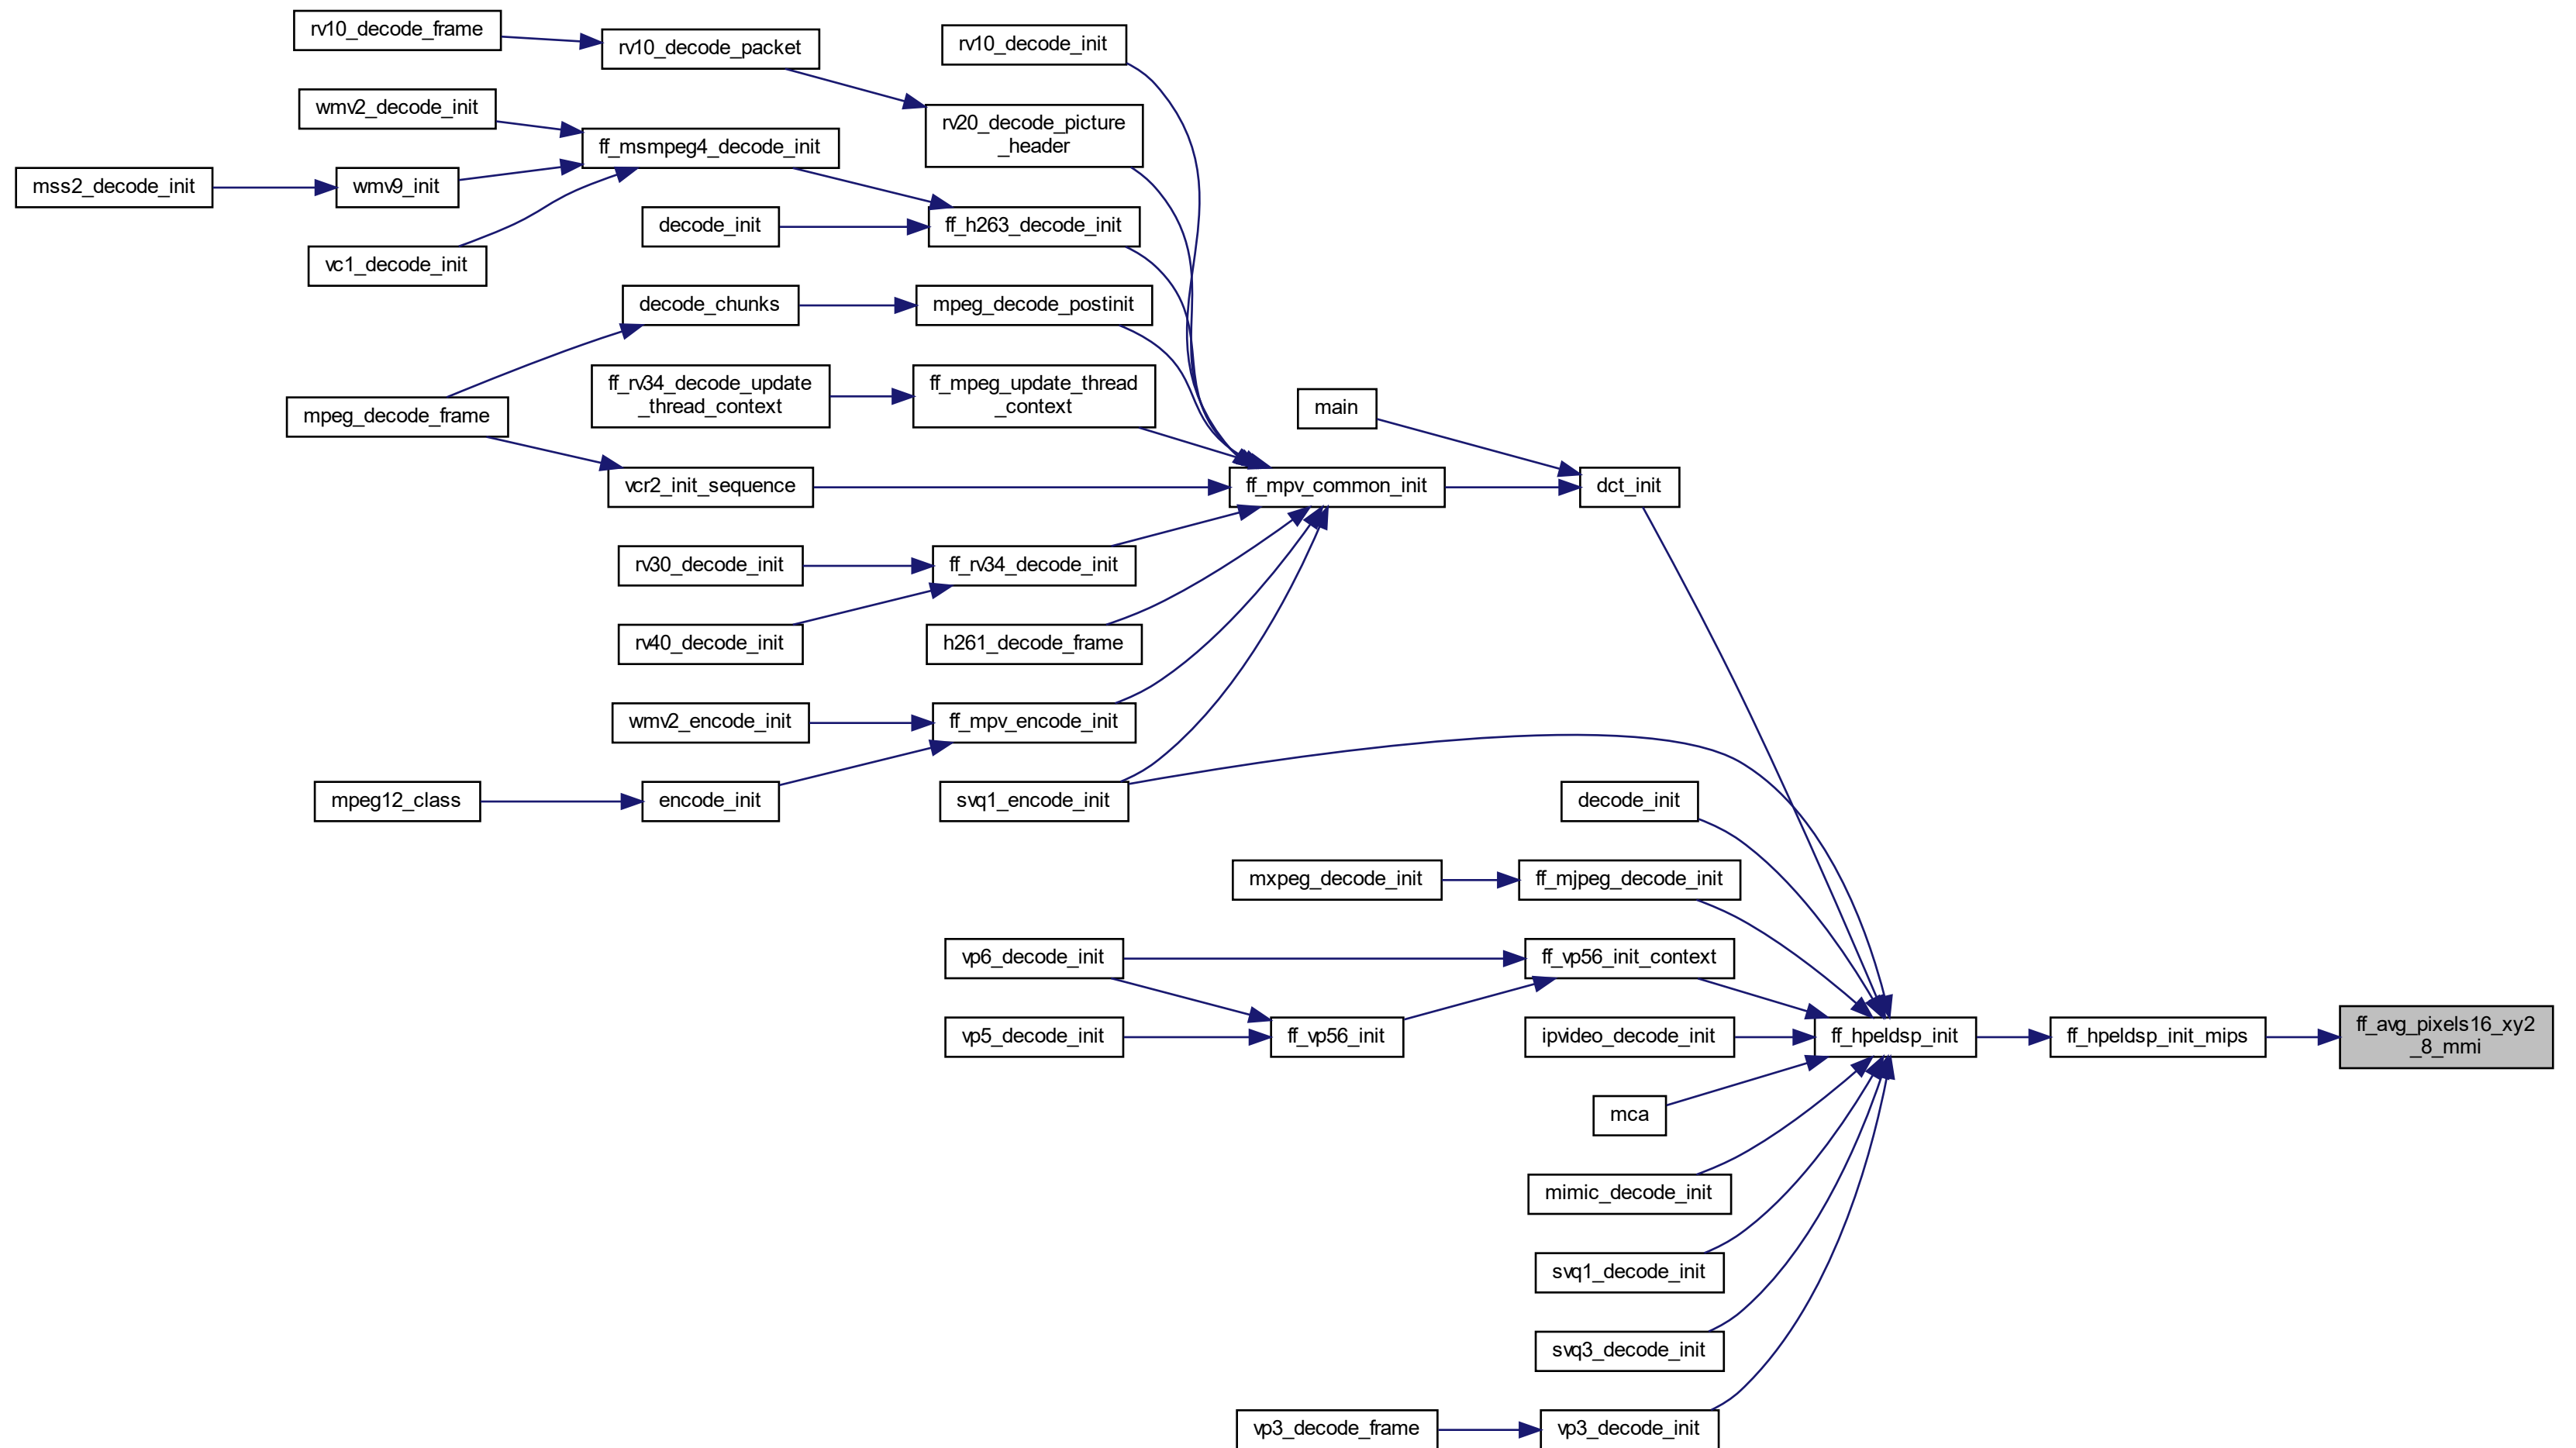 rv10_decode_frame
rv10_decode_packet
rv10_decode_init
wmv2_decode_init
rv20_decode_picture
_header
ff_msmpeg4_decode_init
mss2_decode_init
wmv9_init
decode_init
ff_h263_decode_init
vc1_decode_init
decode_chunks
mpeg_decode_postinit
ff_rv34_decode_update
_thread_context
ff_mpeg_update_thread
_context
main
mpeg_decode_frame
vcr2_init_sequence
ff_mpv_common_init
dct_init
rv30_decode_init
ff_rv34_decode_init
rv40_decode_init
h261_decode_frame
wmv2_encode_init
ff_mpv_encode_init
mpeg12_class
encode_init
svq1_encode_init
decode_init
mxpeg_decode_init
ff_mjpeg_decode_init
vp6_decode_init
ff_vp56_init_context
vp5_decode_init
ff_vp56_init
ipvideo_decode_init
ff_hpeldsp_init
ff_hpeldsp_init_mips
ff_avg_pixels16_xy2
_8_mmi
mca
mimic_decode_init
svq1_decode_init
svq3_decode_init
vp3_decode_frame
vp3_decode_init